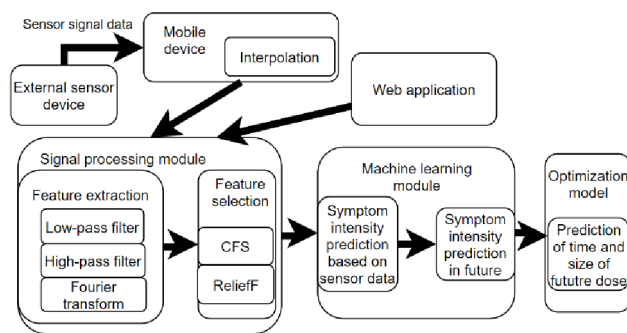 Sensor signal data
Mobile
device
Interpolation
External sensor
device
Web application
Signal processing module
Feature extraction
Low-pass filter
High-pass filter
Fourier
transform
Feature
selection
CFS
ReliefF
Machine learning
module
Symptom
intensity
prediction
based on
sensor data
Symptom
intensity
prediction
in future
Optimization
model
Prediction
of time and
size of
fututre dose